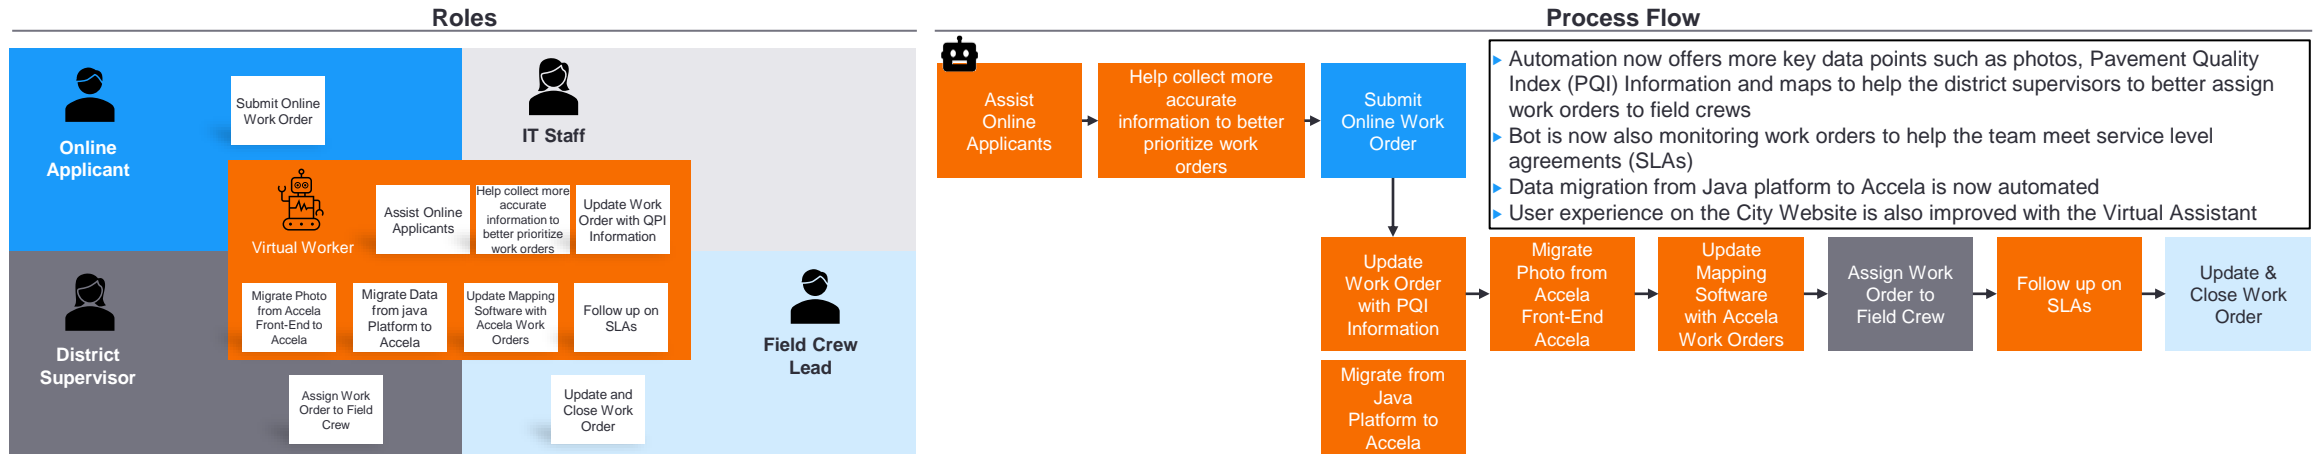 Roles
Online
Applicant
Submit Online
Work Order
IT Staff
Virtual Worker
Assist Online
Applicants
Help collect more
accurate
information to
better prioritize
work orders
Update Work
Order with QPI
Information
Migrate Photo
from Accela
Front-End to
Accela
Migrate Data
from java
Platform to
Accela
Update Mapping
Software with
Accela Work
Orders
Follow up on
SLAs
District
Supervisor
Assign Work
Order to Field
Crew
Field Crew
Lead
Update and
Close Work
Order
Process Flow
Assist
Online
Applicants
Help collect more
accurate
information to better
prioritize work
orders
Submit
Online Work
Order
Automation now offers more key data points such as photos, Pavement Quality
Index (PQI) Information and maps to help the district supervisors to better assign
work orders to field crews
Bot is now also monitoring work orders to help the team meet service level
agreements (SLAs)
Data migration from Java platform to Accela is now automated
User experience on the City Website is also improved with the Virtual Assistant
Update
Work Order
with PQI
Information
Migrate
Photo from
Accela
Front-End
Accela
Update
Mapping
Software
with Accela
Work Orders
Assign Work
Order to
Field Crew
Follow up on
SLAs
Update &
Close Work
Order
Migrate from
Java
Platform to
Accela